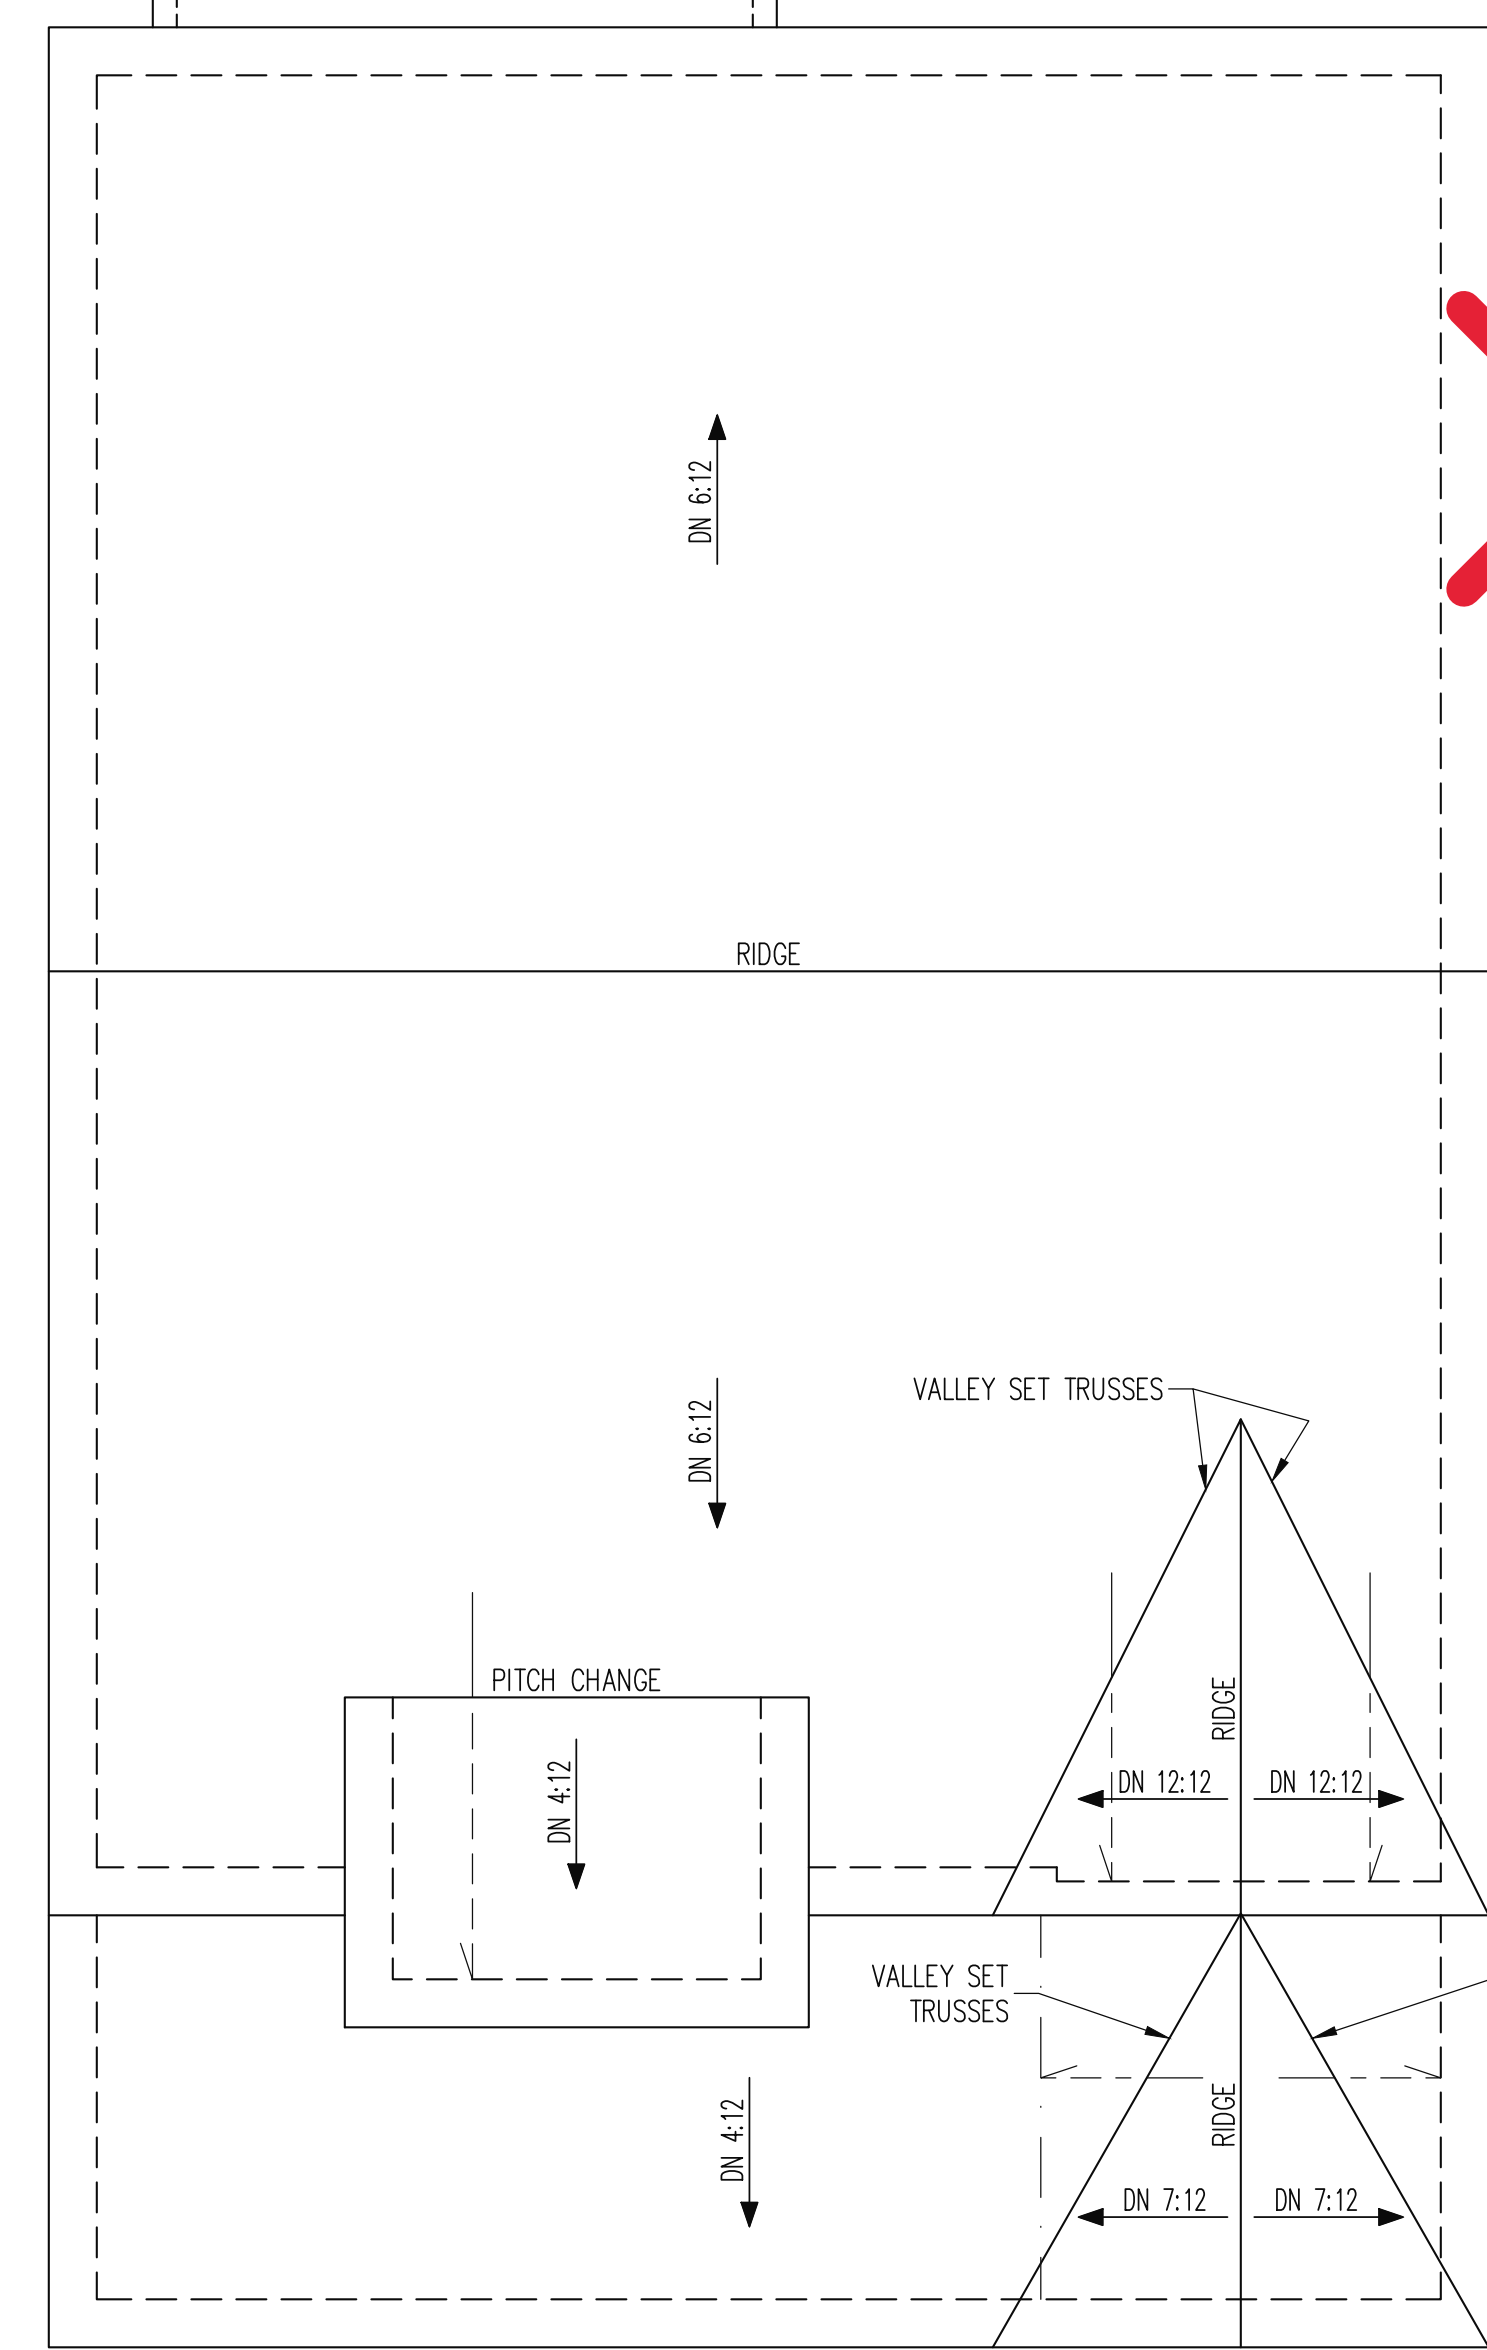 DN 6:12
RIDGE
VALLEY SET TRUSSES
DN 6:12
PITCH CHANGE
RIDGE
DN 4:12
DN 12:12
DN 12:12
VALLEY SET
TRUSSES
RIDGE
DN 4:12
DN 7:12
DN 7:12